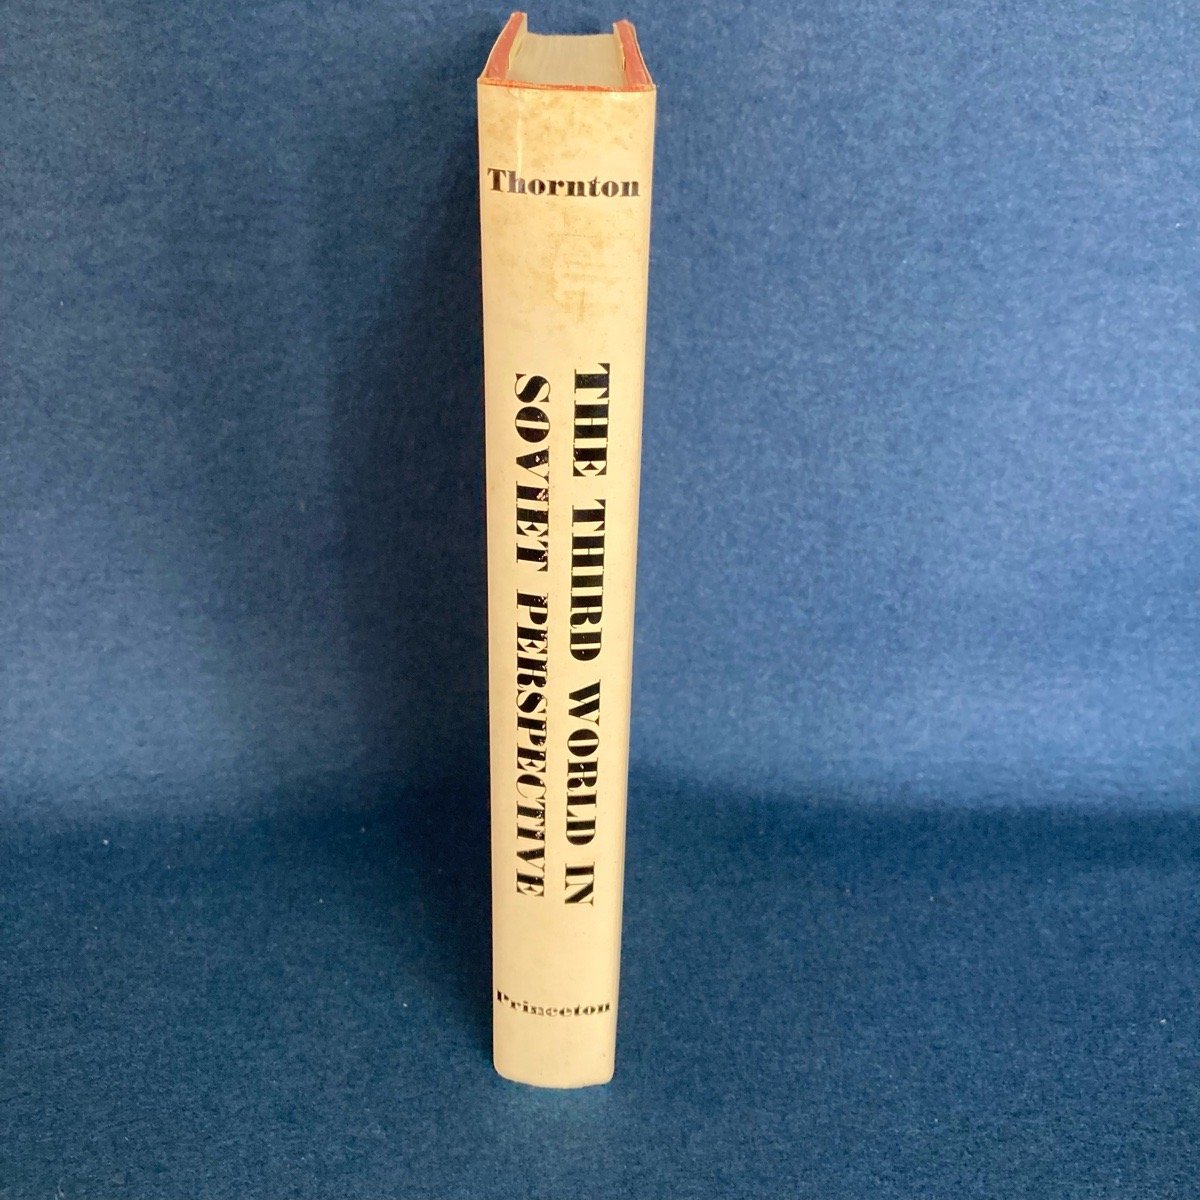 Thornton
THE THIRD WORLD IN
SOVIET PERSPECTIVE
Princeton